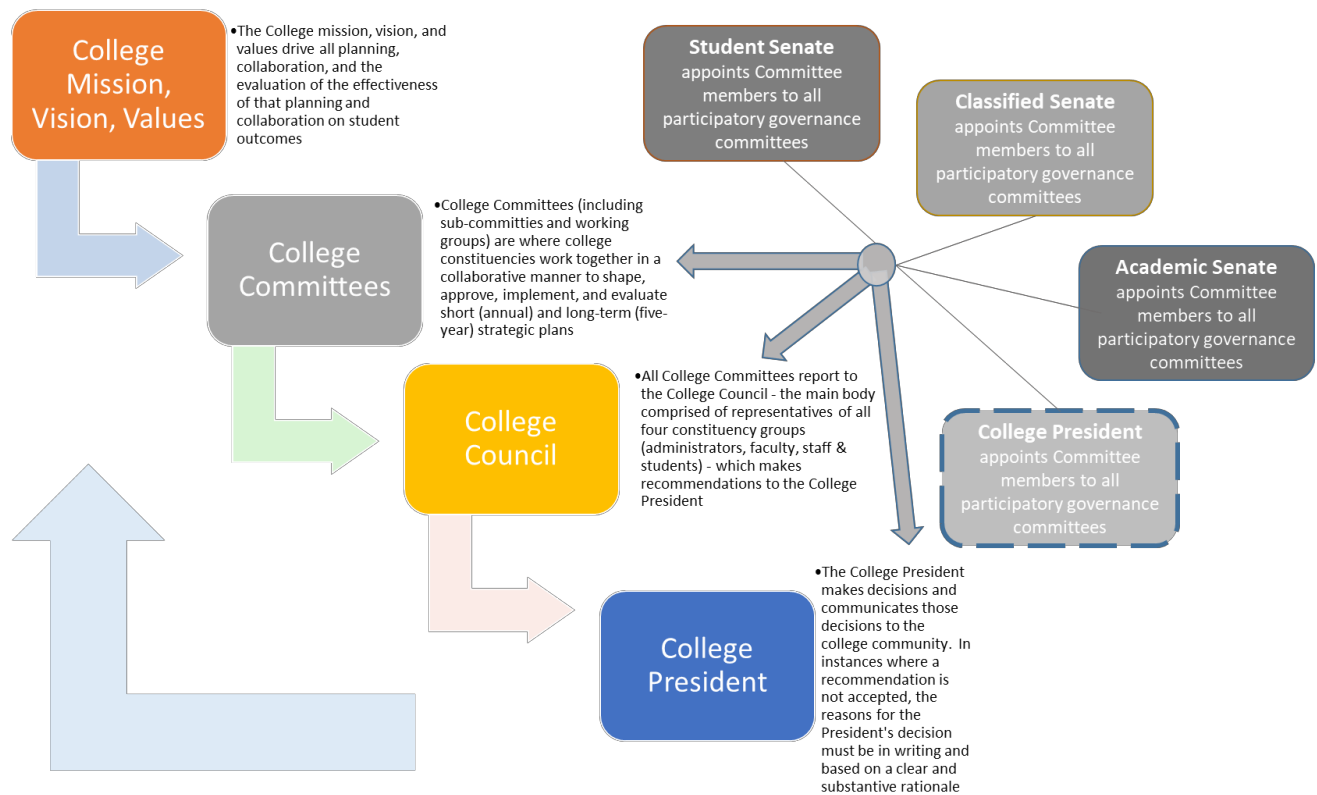 College
Mission,
Vision, Values
•The College mission, vision, and
values drive all planning,
collaboration, and the
evaluation of the effectiveness
of that planning and
collaboration on student
outcomes
Student Senate
appoints Committee
members to all
participatory governance
committees
Classified Senate
appoints Committee
members to all
participatory governance
committees
College
Committees
•College Committees (including
sub-committies and working
groups) are where college
constituencies work together in a
collaborative manner to shape,
approve, implement, and evaluate
short (annual) and long-term (five-
year) strategic plans
Academic Senate
appoints Committee
members to all
participatory governance
committees
College
Council
•All College Committees report to
the College Council - the main body
comprised of representatives of all
four constituency groups
(administrators, faculty, staff &
students) - which makes
recommendations to the College
President
College President
appoints Committee
members to all
participatory governance
committees
College
President
•The College President
makes decisions and
communicates those
decisions to the
college community. In
instances where a
recommendation is
not accepted, the
reasons for the
President's decision
must be in writing and
based on a clear and
substantive rationale